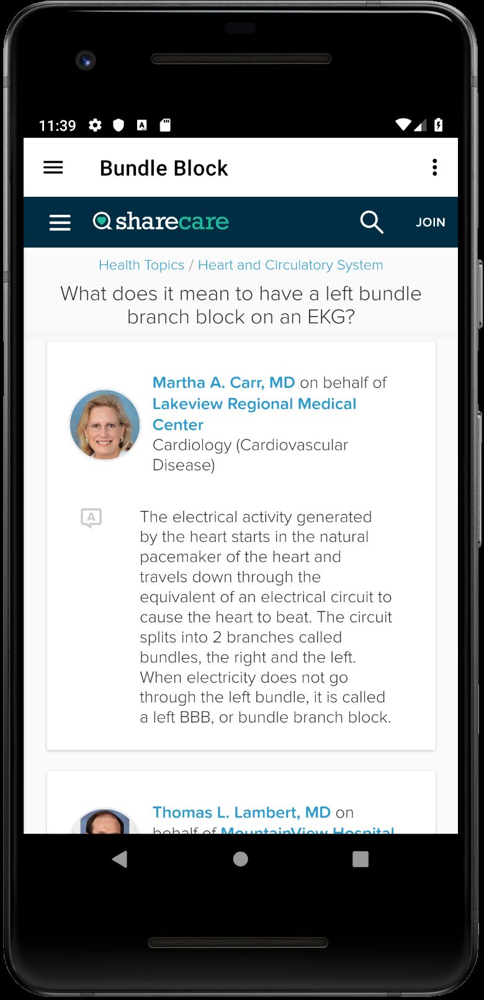 11:39
Bundle Block
sharecare
JOIN
Health Topics / Heart and Circulatory System
What does it mean to have a left bundle
branch block on an EKG?
Martha A. Carr, MD on behalf of
Lakeview Regional Medical
Center
Cardiology (Cardiovascular
Disease)
A
The electrical activity generated
by the heart starts in the natural
pacemaker of the heart and
travels down through the
equivalent of an electrical circuit to
cause the heart to beat. The circuit
splits into 2 branches called
bundles, the right and the left.
When electricity does not go
through the left bundle, it is called
a left BBB, or bundle branch block.
Thomas L. Lambert, MD on
behalf of MountainView Hospital